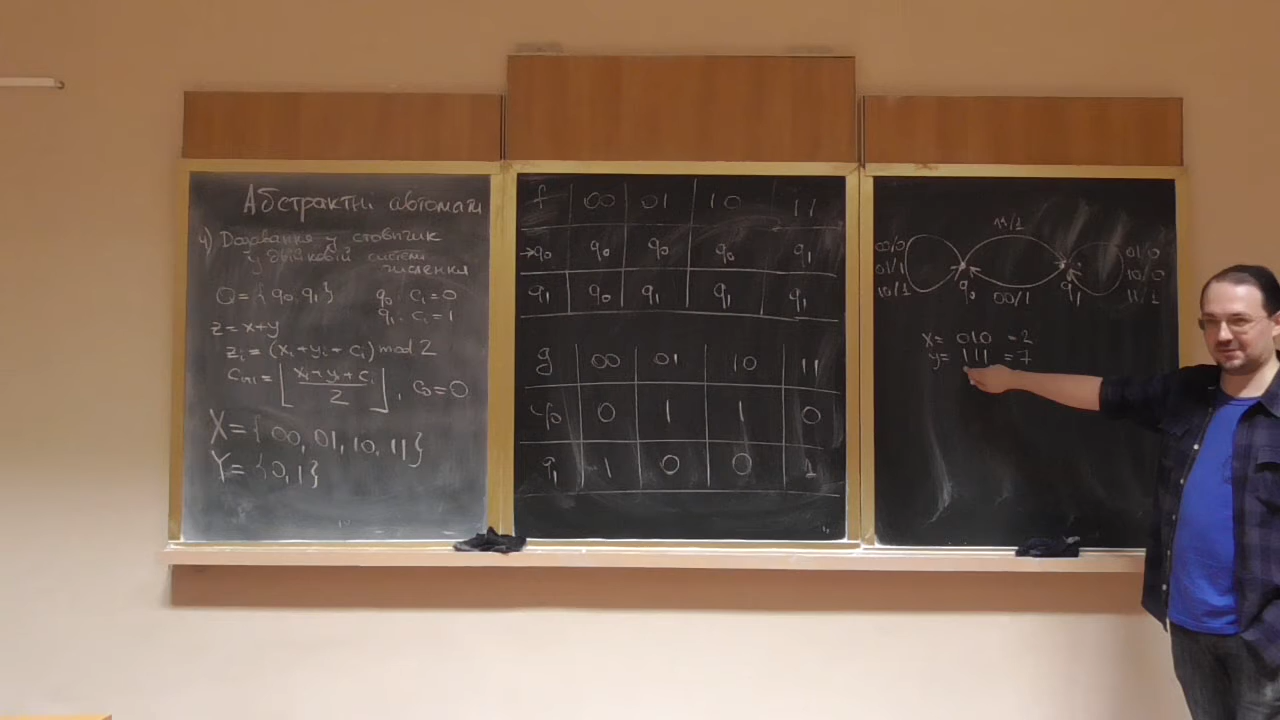 Абстрактні автомати
4) Додавання у стовпчик
у двійковій системі
числення
Q={q₀,q₁} q₀: cᵢ=0
q₁: cᵢ=1
z=x+y
zᵢ=(xᵢ+yᵢ+cᵢ) mod 2
cᵢ₊₁=⌊(xᵢ+yᵢ+cᵢ)/2⌋, c₀=0
X={00,01,10,11}
Y={0,1}
f 00 01 10 11
→q₀ q₀ q₀ q₀ q₁
q₁ q₀ q₁ q₁ q₁
g 00 01 10 11
q₀ 0 1 1 0
q₁ 1 0 0 1
11/1
00/0
01/1
10/1
q₀
00/1
q₁
01/0
10/0
11/1
x= 010 =2
y= 111 =7